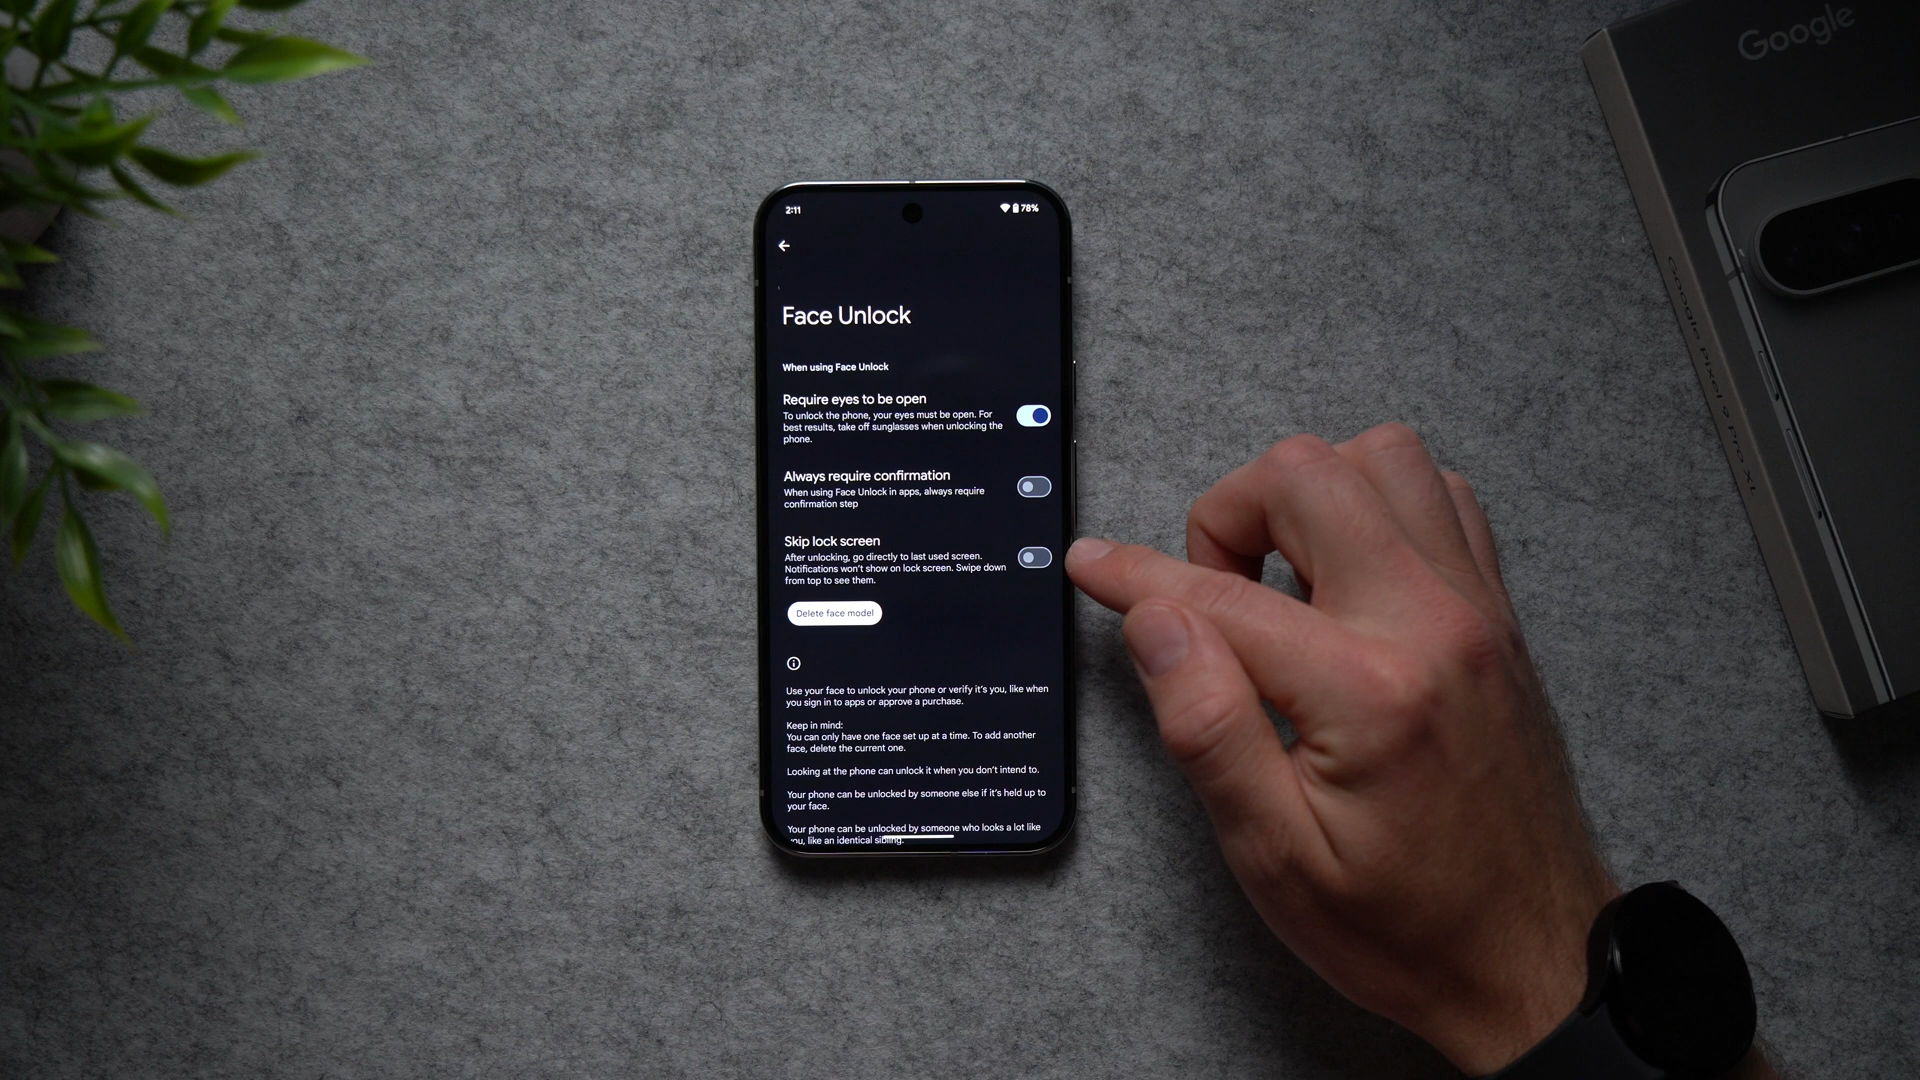 2:11
78%
Face Unlock
When using Face Unlock
Require eyes to be open
To unlock the phone, your eyes must be open. For
best results, take off sunglasses when unlocking the
phone.
Always require confirmation
When using Face Unlock in apps, always require
confirmation step
Skip lock screen
After unlocking, go directly to last used screen.
Notifications won't show on lock screen. Swipe down
from top to see them.
Delete face model
Use your face to unlock your phone or verify it's you, like when
you sign in to apps or approve a purchase.
Keep in mind:
You can only have one face set up at a time. To add another
face, delete the current one.
Looking at the phone can unlock it when you don't intend to.
Your phone can be unlocked by someone else if it's held up to
your face.
Your phone can be unlocked by someone who looks a lot like
you, like an identical sibling.
Google
Google Pixel 9 Pro XL